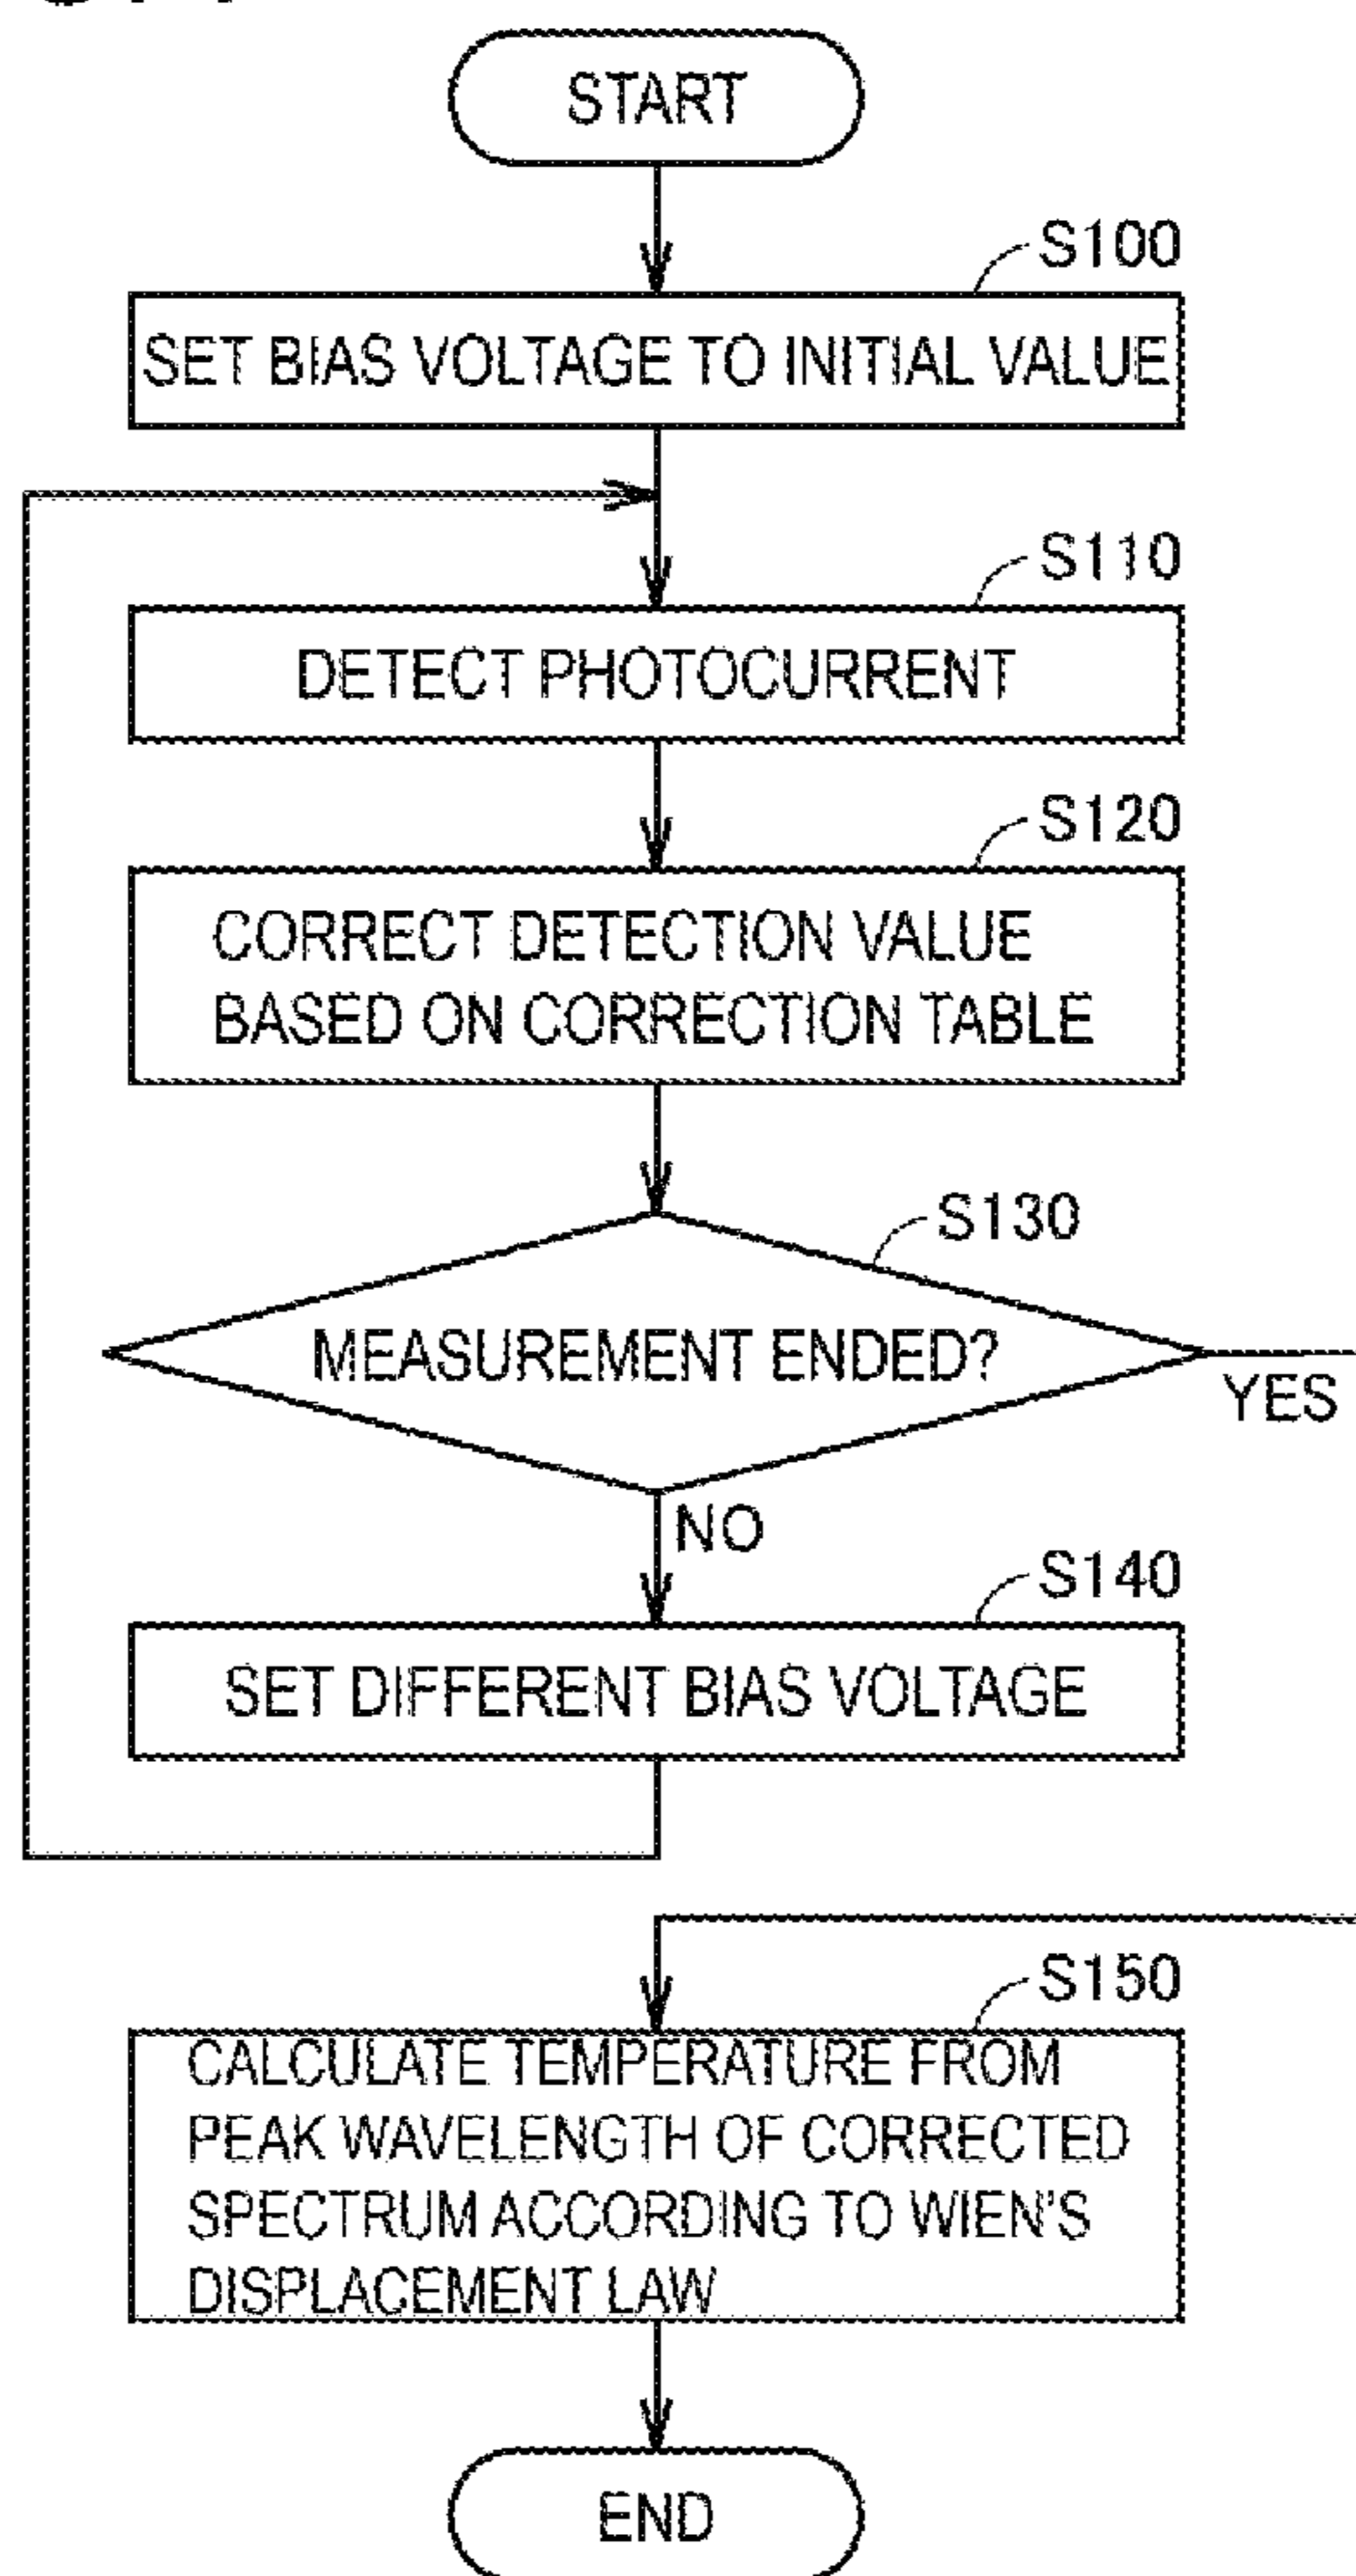 START
S100
SET BIAS VOLTAGE TO INITIAL VALUE
S110
DETECT PHOTOCURRENT
S120
CORRECT DETECTION VALUE
BASED ON CORRECTION TABLE
S130
MEASUREMENT ENDED?
YES
NO
S140
SET DIFFERENT BIAS VOLTAGE
S150
CALCULATE TEMPERATURE FROM
PEAK WAVELENGTH OF CORRECTED
SPECTRUM ACCORDING TO WIEN'S
DISPLACEMENT LAW
END